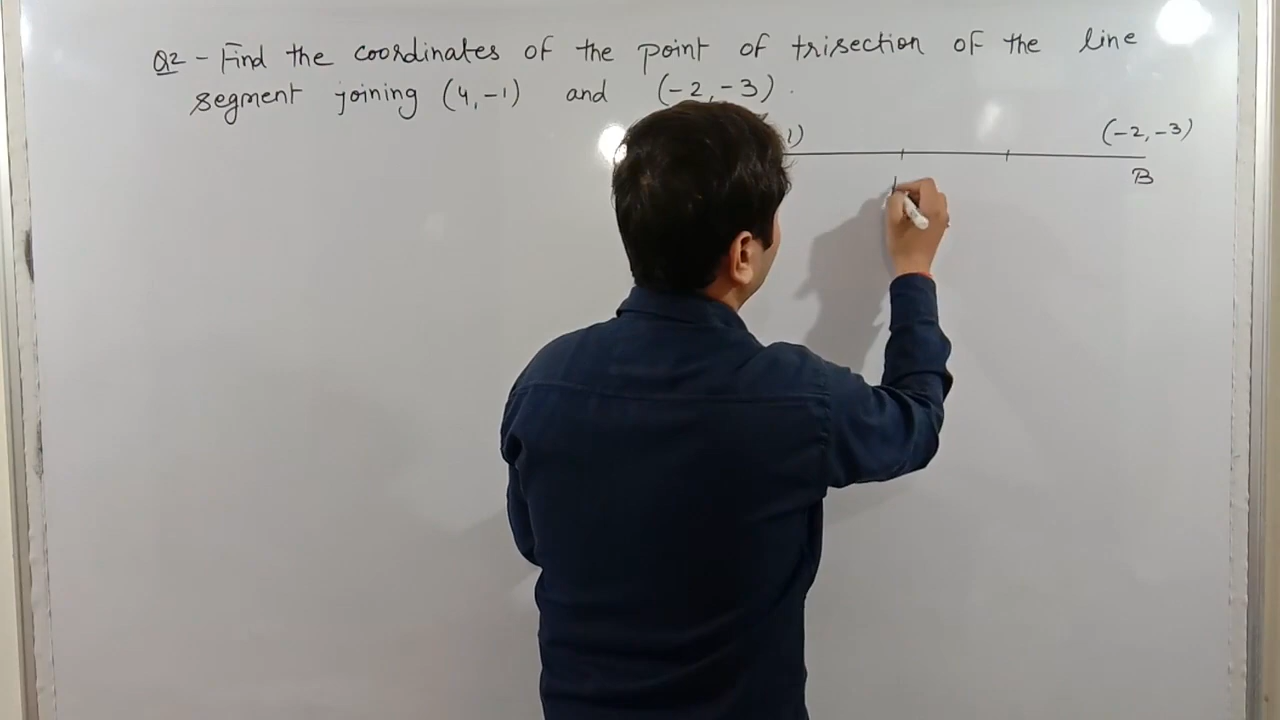 Q2 - Find the coordinates of the point of trisection of the line
segment joining (4,-1) and (-2,-3).
1) (-2,-3)
B